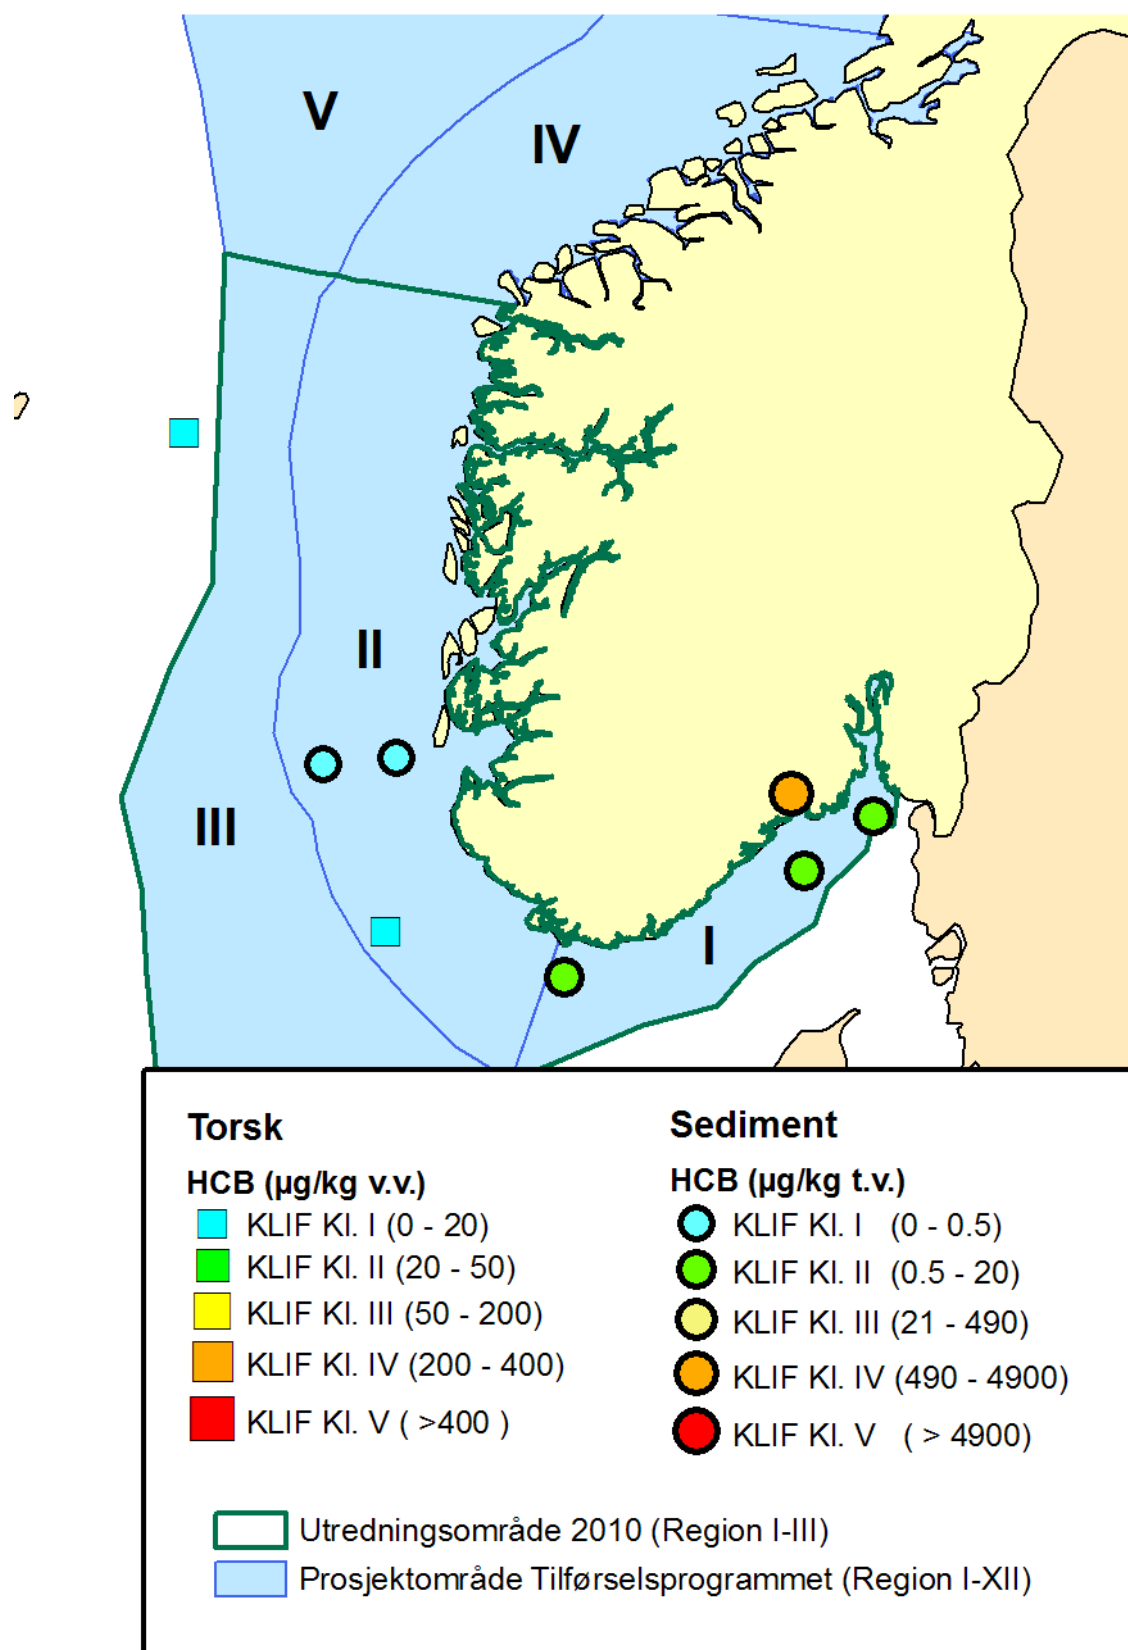 V
IV
II
III
I
Torsk
HCB (µg/kg v.v.)
KLIF Kl. I (0 - 20)
KLIF Kl. II (20 - 50)
KLIF Kl. III (50 - 200)
KLIF Kl. IV (200 - 400)
KLIF Kl. V ( >400 )
Sediment
HCB (µg/kg t.v.)
KLIF Kl. I (0 - 0.5)
KLIF Kl. II (0.5 - 20)
KLIF Kl. III (21 - 490)
KLIF Kl. IV (490 - 4900)
KLIF Kl. V ( > 4900)
Utredningsområde 2010 (Region I-III)
Prosjektområde Tilførselsprogrammet (Region I-XII)